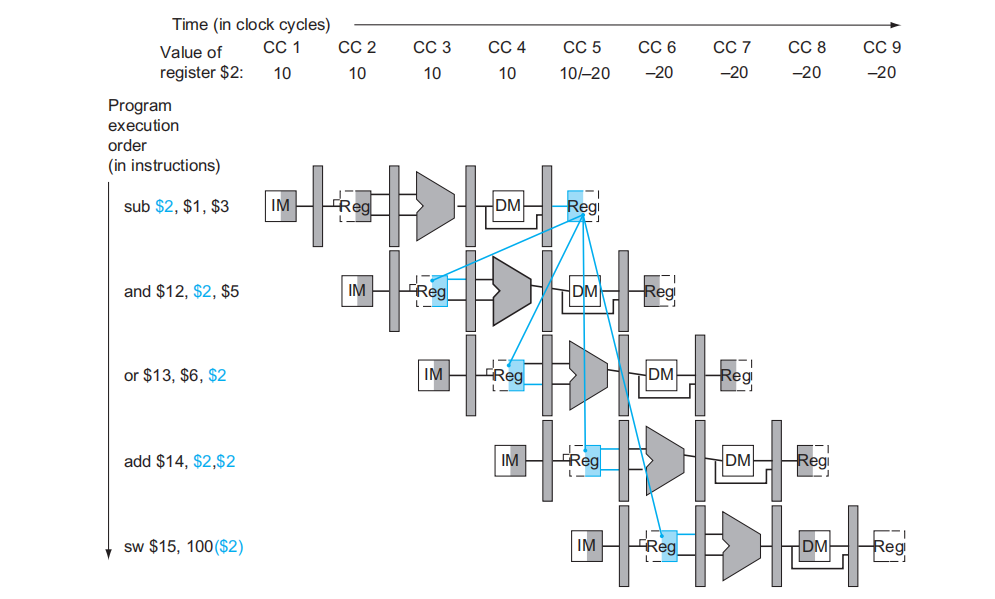 Time (in clock cycles)
Value of register $2:
CC 1 CC 2 CC 3 CC 4 CC 5 CC 6 CC 7 CC 8 CC 9
10 10 10 10 10/–20 –20 –20 –20 –20
Program
execution
order
(in instructions)
sub $2, $1, $3
IM Reg DM Reg
and $12, $2, $5
IM Reg DM Reg
or $13, $6, $2
IM Reg DM Reg
add $14, $2,$2
IM Reg DM Reg
sw $15, 100($2)
IM Reg DM Reg